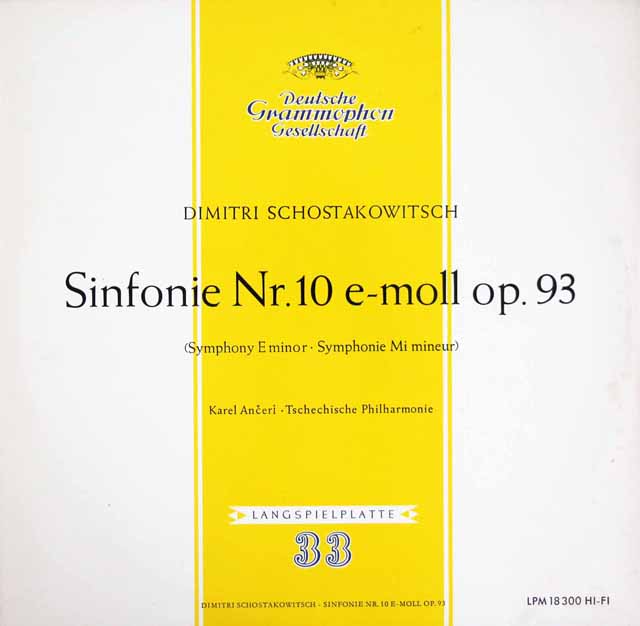 Deutsche
Grammophon
Gesellschaft
DIMITRI SCHOSTAKOWITSCH
Sinfonie Nr. 10 e-moll op. 93
(Symphony E minor · Symphonie Mi mineur)
Karel Ančerl · Tschechische Philharmonie
LANGSPIELPLATTE
33
DIMITRI SCHOSTAKOWITSCH - SINFONIE NR. 10 E-MOLL OP. 93
LPM 18 300 HI-FI